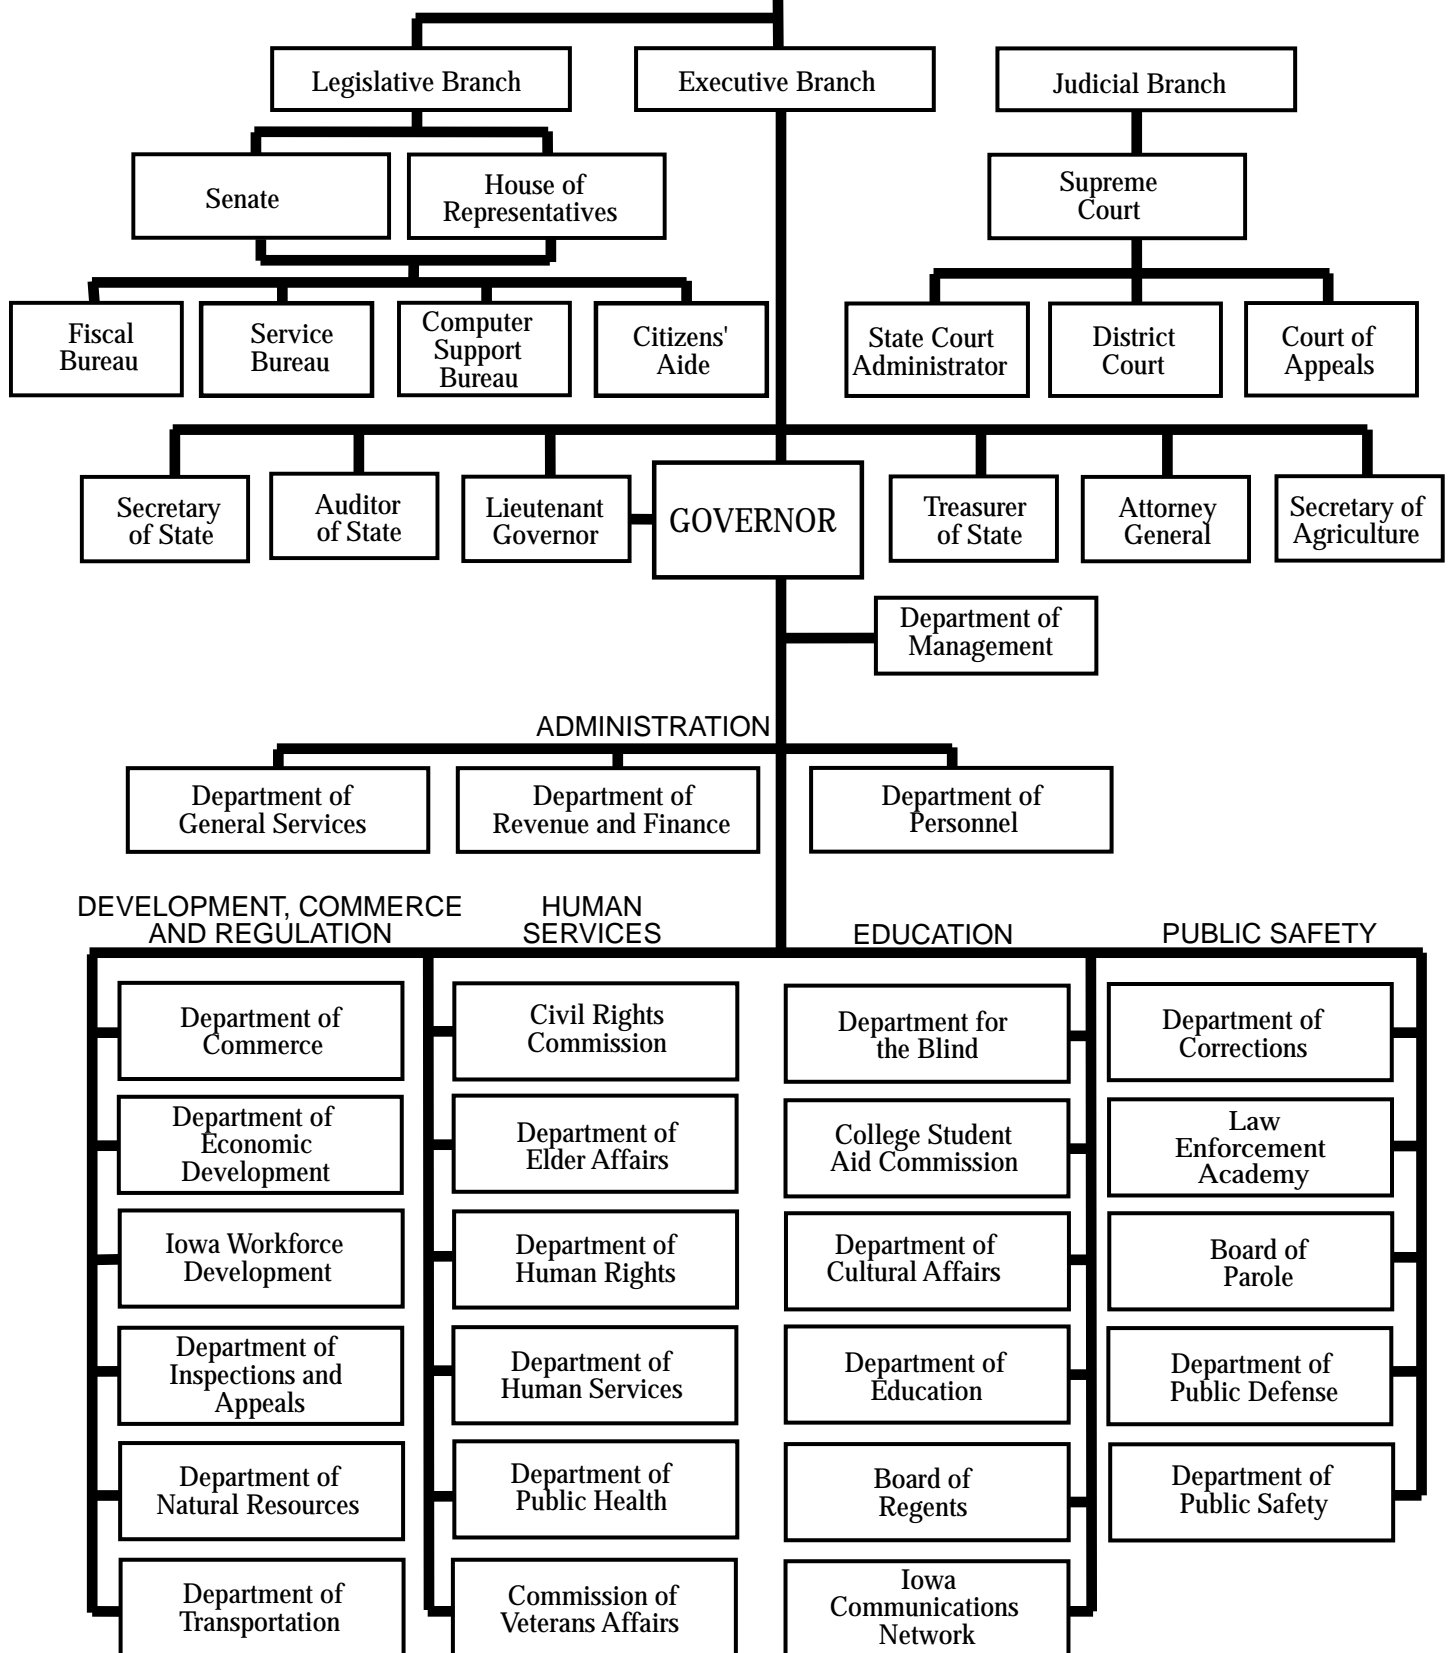 Legislative Branch
Executive Branch
Judicial Branch
Senate
House of
Representatives
Supreme
Court
Fiscal
Bureau
Service
Bureau
Computer
Support
Bureau
Citizens'
Aide
State Court
Administrator
District
Court
Court of
Appeals
Secretary
of State
Auditor
of State
Lieutenant
Governor
GOVERNOR
Treasurer
of State
Attorney
General
Secretary of
Agriculture
Department of
Management
ADMINISTRATION
Department of
General Services
Department of
Revenue and Finance
Department of
Personnel
DEVELOPMENT, COMMERCE
AND REGULATION
Department of
Commerce
Department of
Economic
Development
Iowa Workforce
Development
Department of
Inspections and
Appeals
Department of
Natural Resources
Department of
Transportation
HUMAN
SERVICES
Civil Rights
Commission
Department of
Elder Affairs
Department of
Human Rights
Department of
Human Services
Department of
Public Health
Commission of
Veterans Affairs
EDUCATION
Department for
the Blind
College Student
Aid Commission
Department of
Cultural Affairs
Department of
Education
Board of
Regents
Iowa
Communications
Network
PUBLIC SAFETY
Department of
Corrections
Law
Enforcement
Academy
Board of
Parole
Department of
Public Defense
Department of
Public Safety